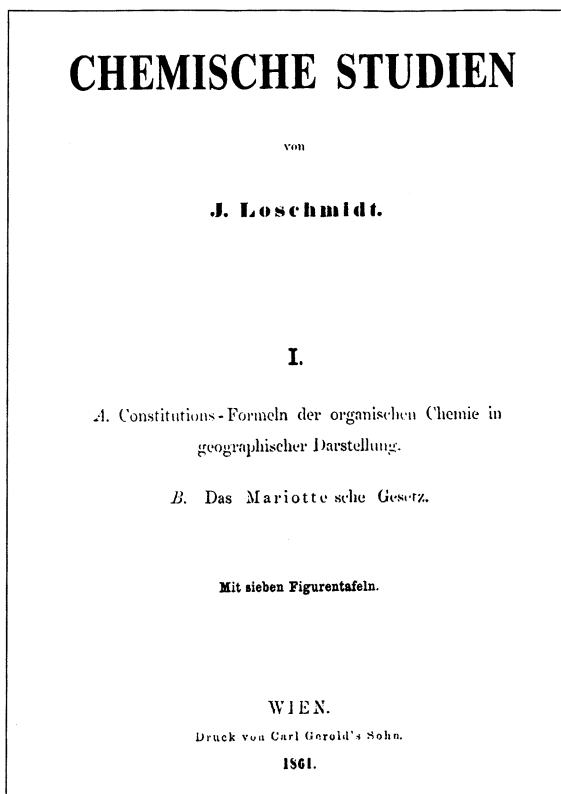 CHEMISCHE STUDIEN
von
J. Loschmidt.
I.
A. Constitutions-Formeln der organischen Chemie in
geographischer Darstellung.
B. Das Mariotte sche Gesetz.
Mit sieben Figurentafeln.
WIEN.
Druck von Carl Gerold's Sohn.
1861.